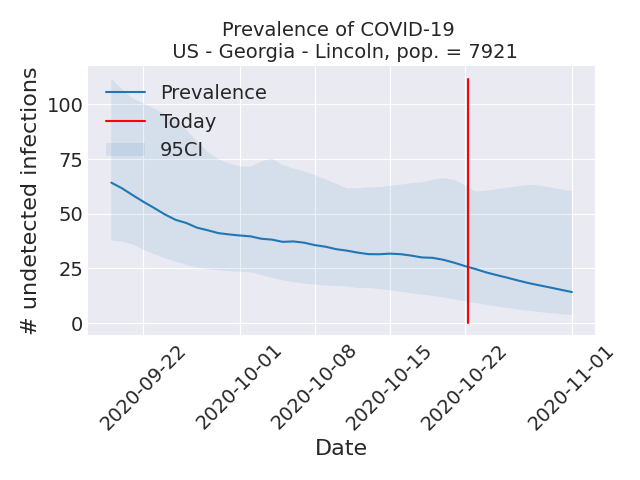 Prevalence of COVID-19
US - Georgia - Lincoln, pop. = 7921
# undetected infections
100
75
50
25
0
Prevalence
Today
95CI
2020-09-22
2020-10-01
2020-10-08
2020-10-15
2020-10-22
2020-11-01
Date